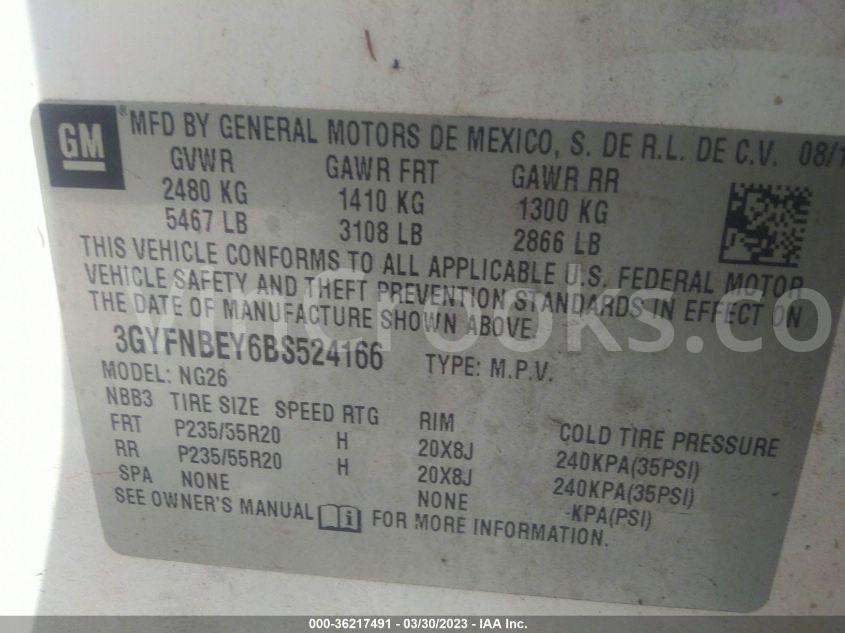 GM
® MFD BY GENERAL MOTORS DE MEXICO, S. DE R.L. DE C.V. 08/1
GVWR GAWR FRT GAWR RR
2480 KG 1410 KG 1300 KG
5467 LB 3108 LB 2866 LB
THIS VEHICLE CONFORMS TO ALL APPLICABLE U.S. FEDERAL MOTOR
VEHICLE SAFETY AND THEFT PREVENTION STANDARDS IN EFFECT ON
THE DATE OF MANUFACTURE SHOWN ABOVE.
3GYFNBEY6BS524166 TYPE: M.P.V.
MODEL: NG26
NBB3 TIRE SIZE SPEED RTG RIM COLD TIRE PRESSURE
FRT P235/55R20 H 20X8J 240KPA(35PSI)
RR P235/55R20 H 20X8J 240KPA(35PSI)
SPA NONE NONE -KPA(PSI)
SEE OWNER'S MANUAL i FOR MORE INFORMATION.
VinCrooks.com
000-36217491 - 03/30/2023 - IAA Inc.